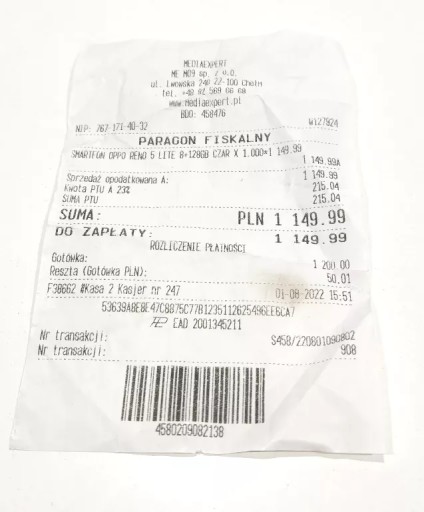 MEDIAEXPERT
ME M09 sp. z o.o.
ul. Lwowska 24B 22-100 Chełm
www.mediaexpert.pl
BDO: 458476
NIP: 767-171-40-32 W127924
PARAGON FISKALNY
SMARTFON OPPO RENO 5 LITE 8+128GB CZAR X 1.000*1 149.99
1 149.99A
Sprzedaż opodatkowana A: 1 149.99
Kwota PTU A 23% 215.04
SUMA PTU 215.04
SUMA: PLN 1 149.99
DO ZAPŁATY: 1 149.99
ROZLICZENIE PŁATNOŚCI
Gotówka: 1 200.00
Reszta (Gotówka PLN): 50.01
F38662 #Kasa 2 Kasjer nr 247 01-08-2022 15:51
EAD 2001345211
Nr transakcji: S458/220801090802
Nr transakcji: 908
4580209082138